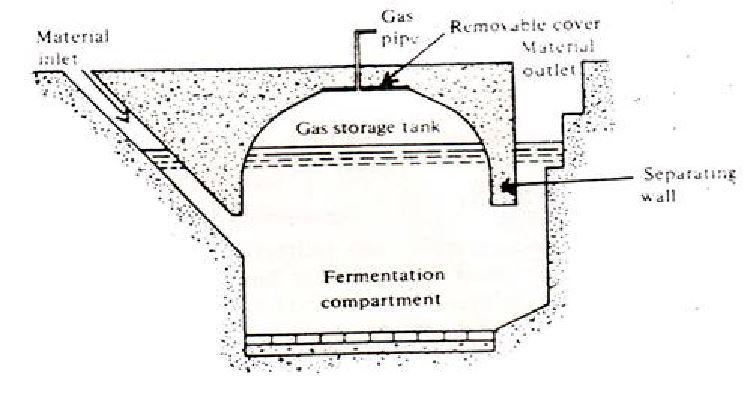 Material
inlet
Gas
pipe
Removable cover
Material
outlet
Gas storage tank
Separating
wall
Fermentation
compartment